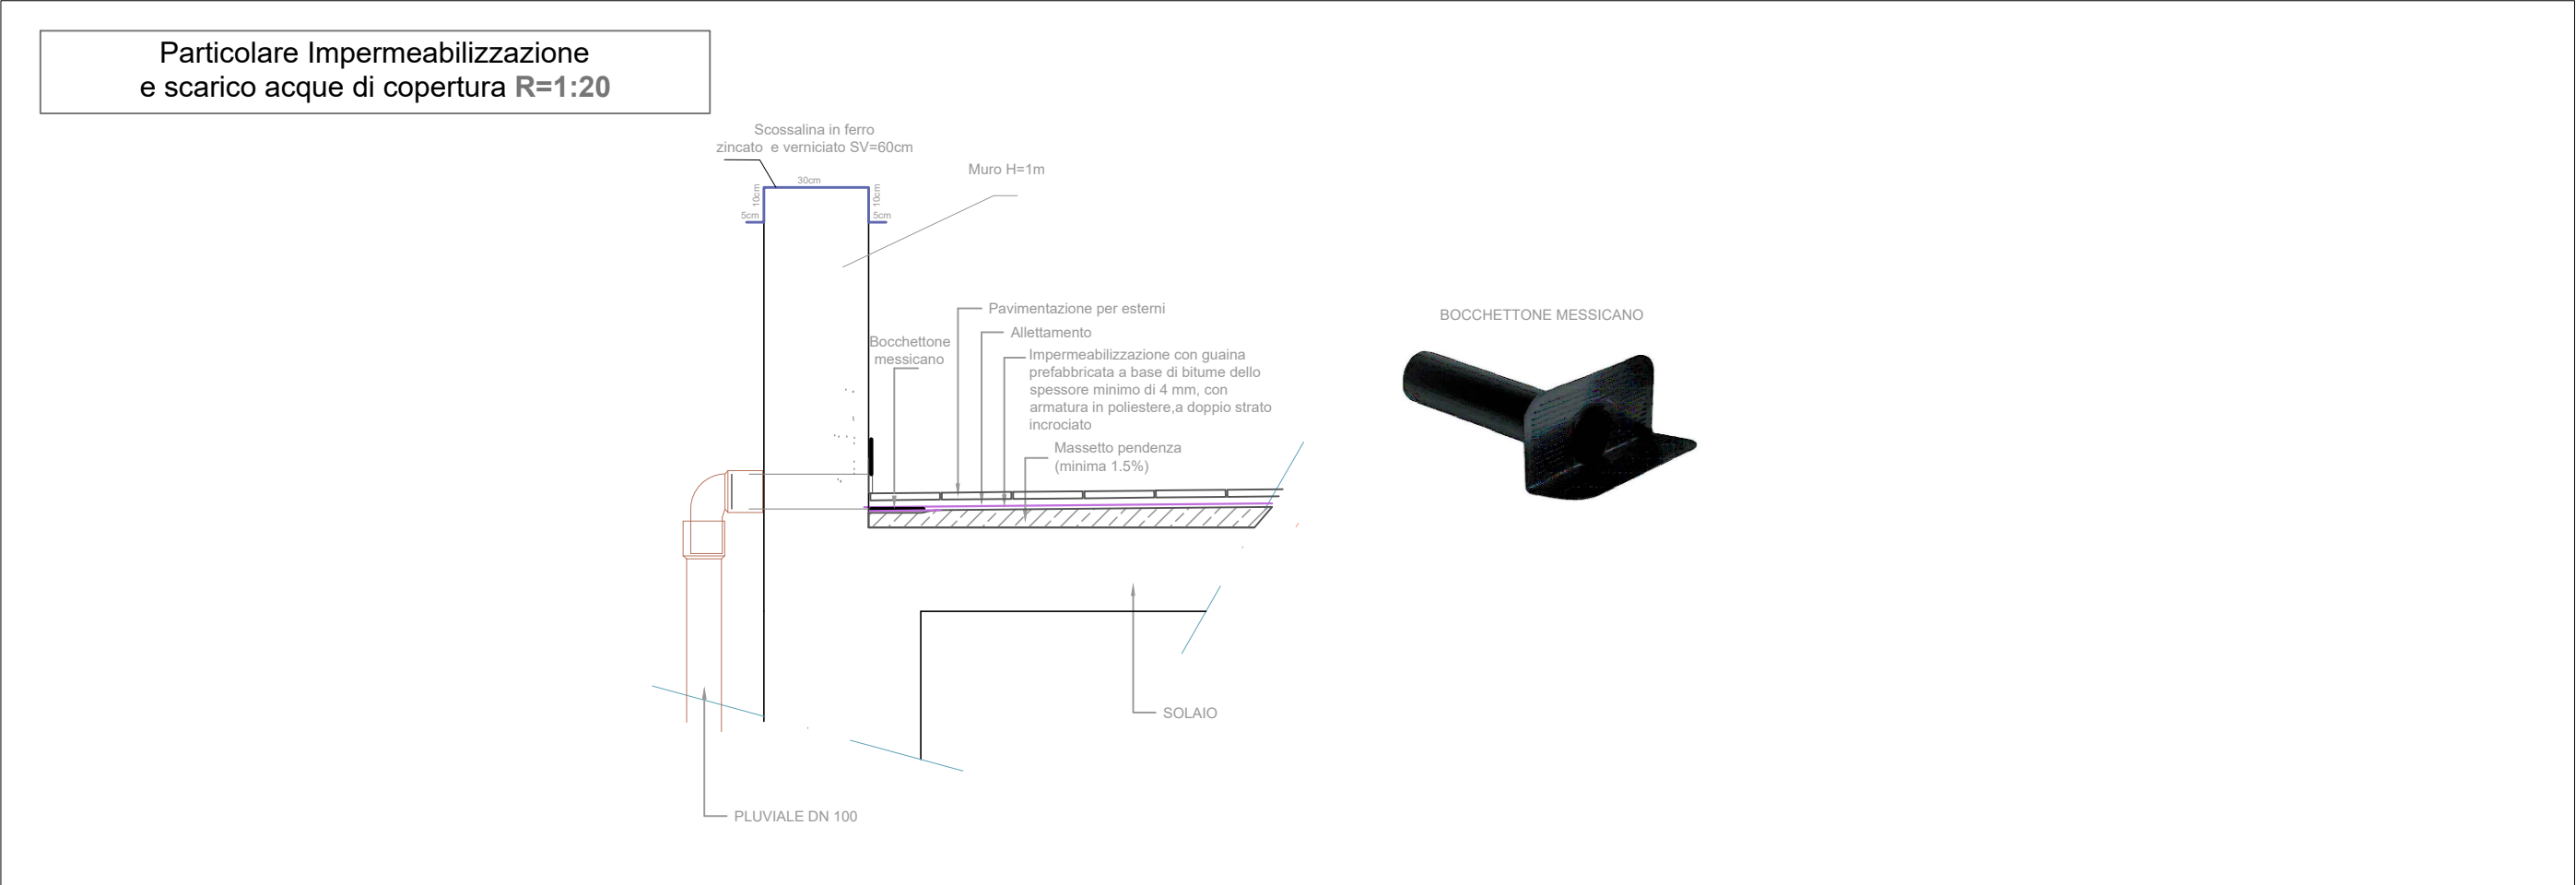 Particolare Impermeabilizzazione
e scarico acque di copertura R=1:20
Scossalina in ferro
zincato e verniciato SV=60cm
Muro H=1m
30cm
10cm
10cm
5cm
5cm
Pavimentazione per esterni
Allettamento
Bocchettone
messicano
Impermeabilizzazione con guaina
prefabbricata a base di bitume dello
spessore minimo di 4 mm, con
armatura in poliestere,a doppio strato
incrociato
Massetto pendenza
(minima 1.5%)
BOCCHETTONE MESSICANO
SOLAIO
PLUVIALE DN 100